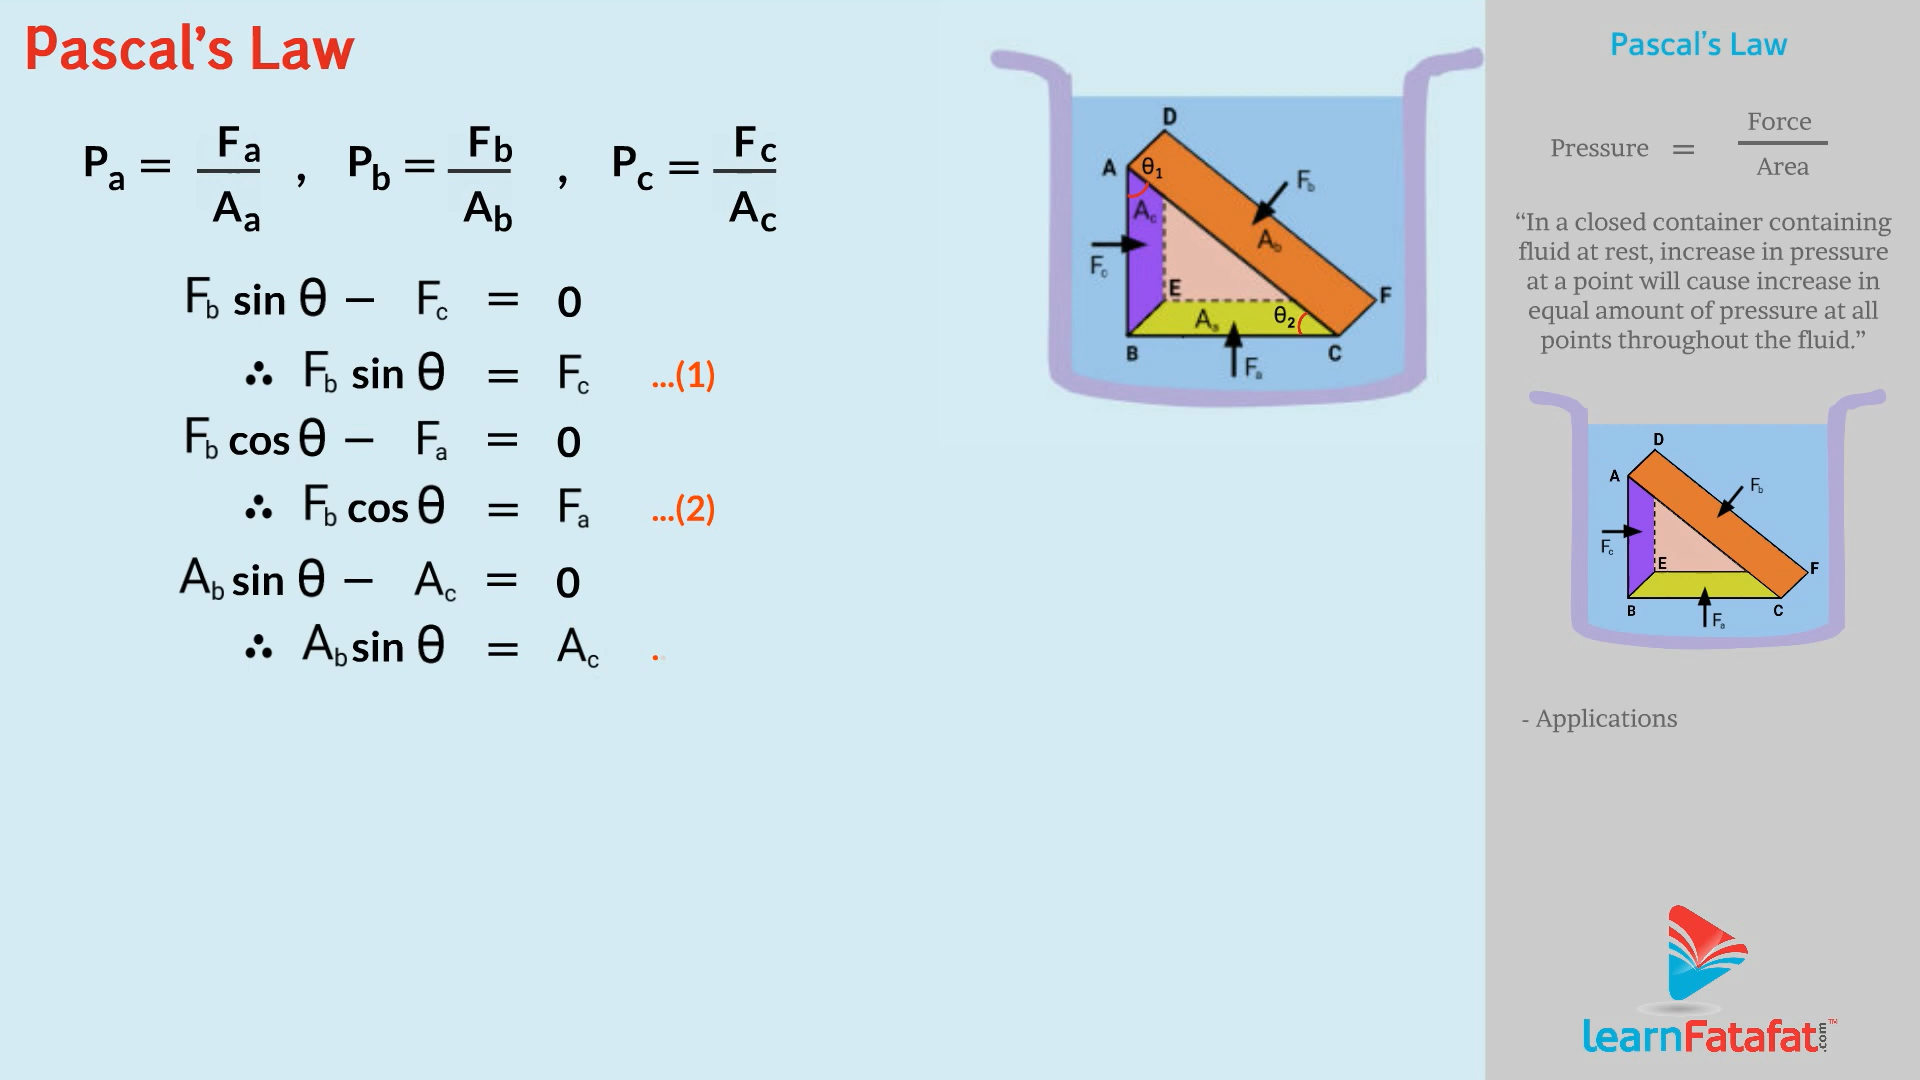 Pascal's Law
Pa = Fa / Aa , Pb = Fb / Ab , Pc = Fc / Ac
Fb sin θ – Fc = 0
∴ Fb sin θ = Fc ...(1)
Fb cos θ – Fa = 0
∴ Fb cos θ = Fa ...(2)
Ab sin θ – Ac = 0
∴ Ab sin θ = Ac .
D
A θ1
Fb
Ac
Ab
Fc
E
F
Aa θ2
B
C
Fa
Pascal's Law
Pressure = Force / Area
“In a closed container containing
fluid at rest, increase in pressure
at a point will cause increase in
equal amount of pressure at all
points throughout the fluid.”
D
A
Fb
Fc
E
F
B
C
Fa
- Applications
learnFatafat.com™